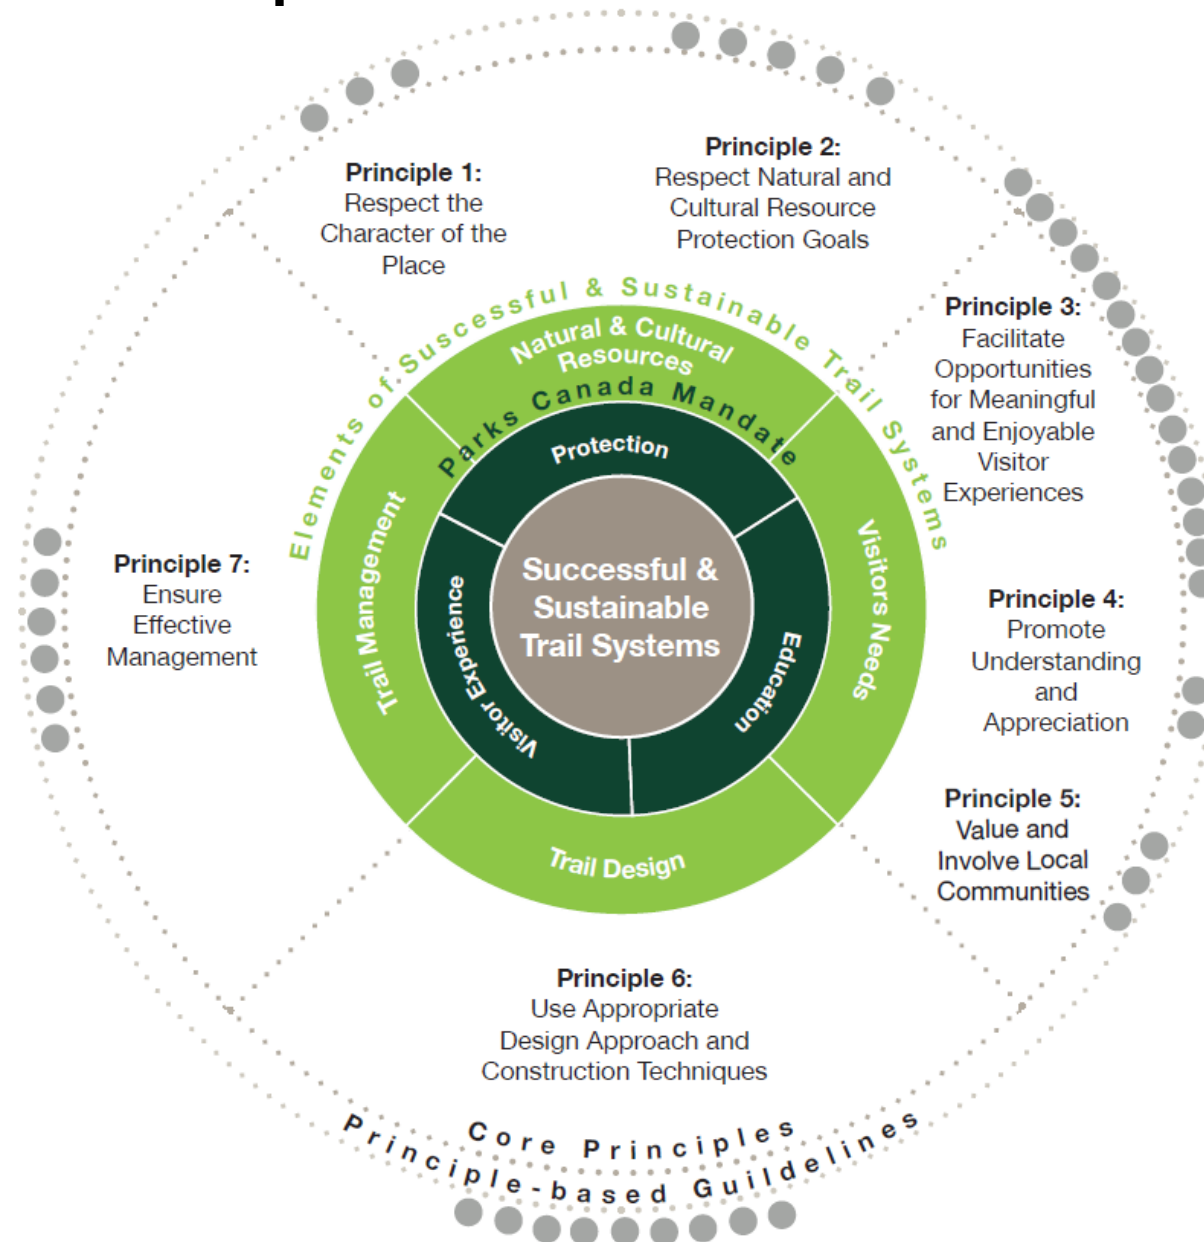 Principle 1:
Respect the
Character of the
Place
Principle 2:
Respect Natural and
Cultural Resource
Protection Goals
Principle 3:
Facilitate
Opportunities
for Meaningful
and Enjoyable
Visitor
Experiences
Principle 4:
Promote
Understanding
and
Appreciation
Principle 5:
Value and
Involve Local
Communities
Principle 6:
Use Appropriate
Design Approach and
Construction Techniques
Principle 7:
Ensure
Effective
Management
Elements of Suscessful & Sustainable Trail Systems
Natural & Cultural
Resources
Parks Canada Mandate
Protection
Education
Visitor Experience
Visitors Needs
Trail Design
Trail Management
Successful &
Sustainable
Trail Systems
Core Principles
Principle-based Guildelines